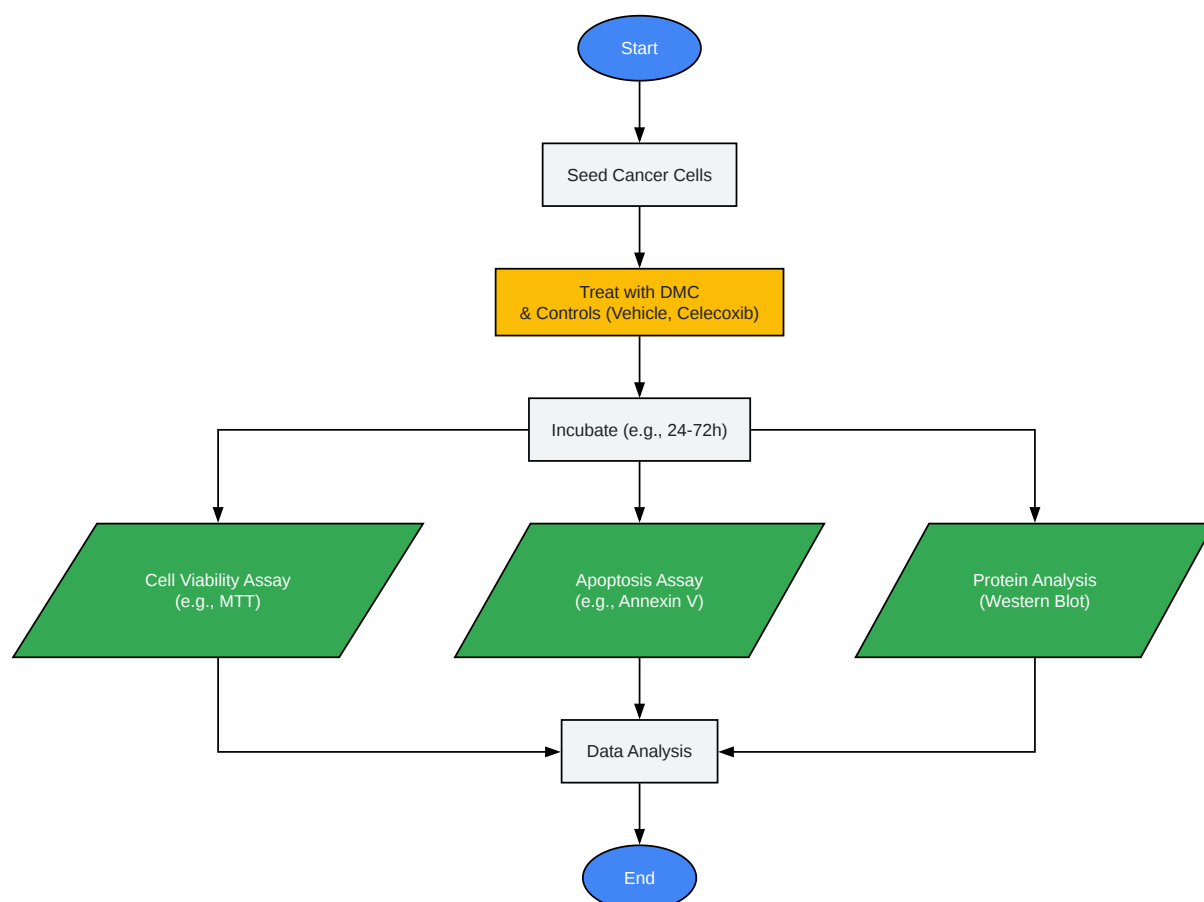 Start
Seed Cancer Cells
Treat with DMC
& Controls (Vehicle, Celecoxib)
Incubate (e.g., 24-72h)
Cell Viability Assay
(e.g., MTT)
Apoptosis Assay
(e.g., Annexin V)
Protein Analysis
(Western Blot)
Data Analysis
End